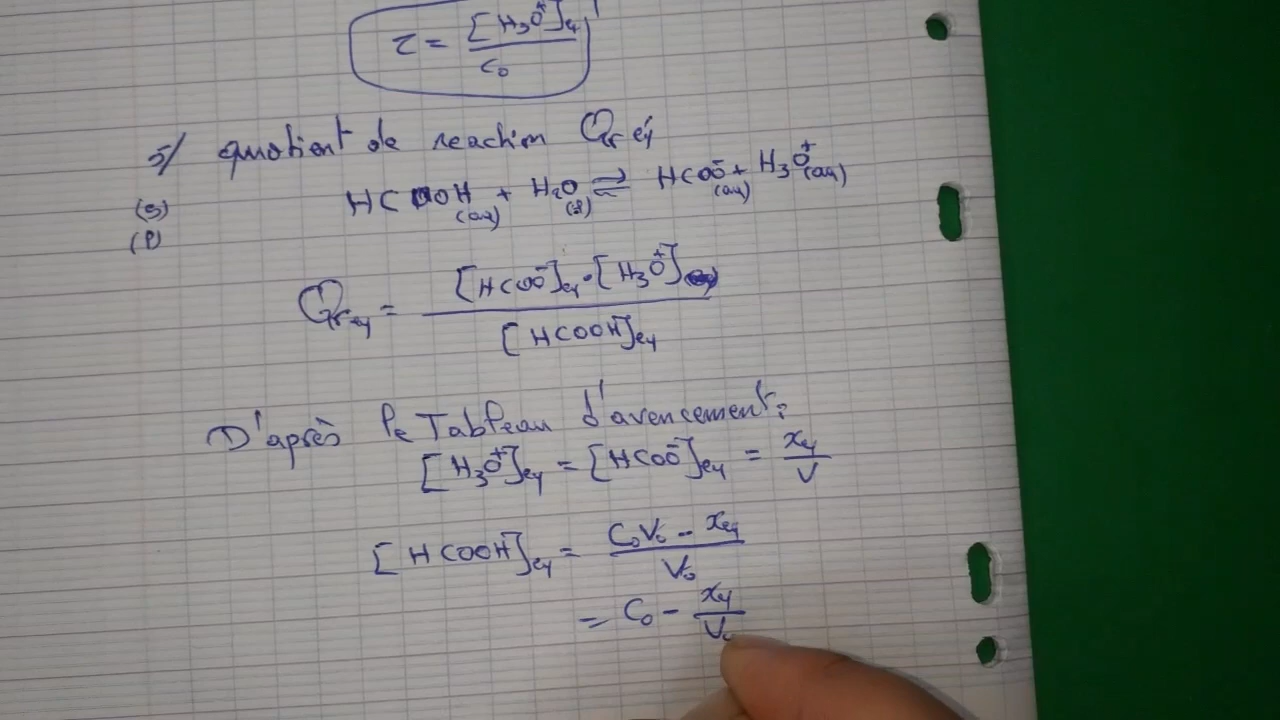 τ = [H₃O⁺]éq / C₀
5/ quotient de reaction Qr éq
(s) HCOOH(aq) + H₂O(l) ⇌ HCOO⁻(aq) + H₃O⁺(aq)
(l)
Qr,éq = [HCOO⁻]éq · [H₃O⁺]éq / [HCOOH]éq
D'après le Tableau d'avencement :
[H₃O⁺]éq = [HCOO⁻]éq = xéq / V
[HCOOH]éq = C₀V₀ - xéq / V₀
= C₀ - xéq / V₀